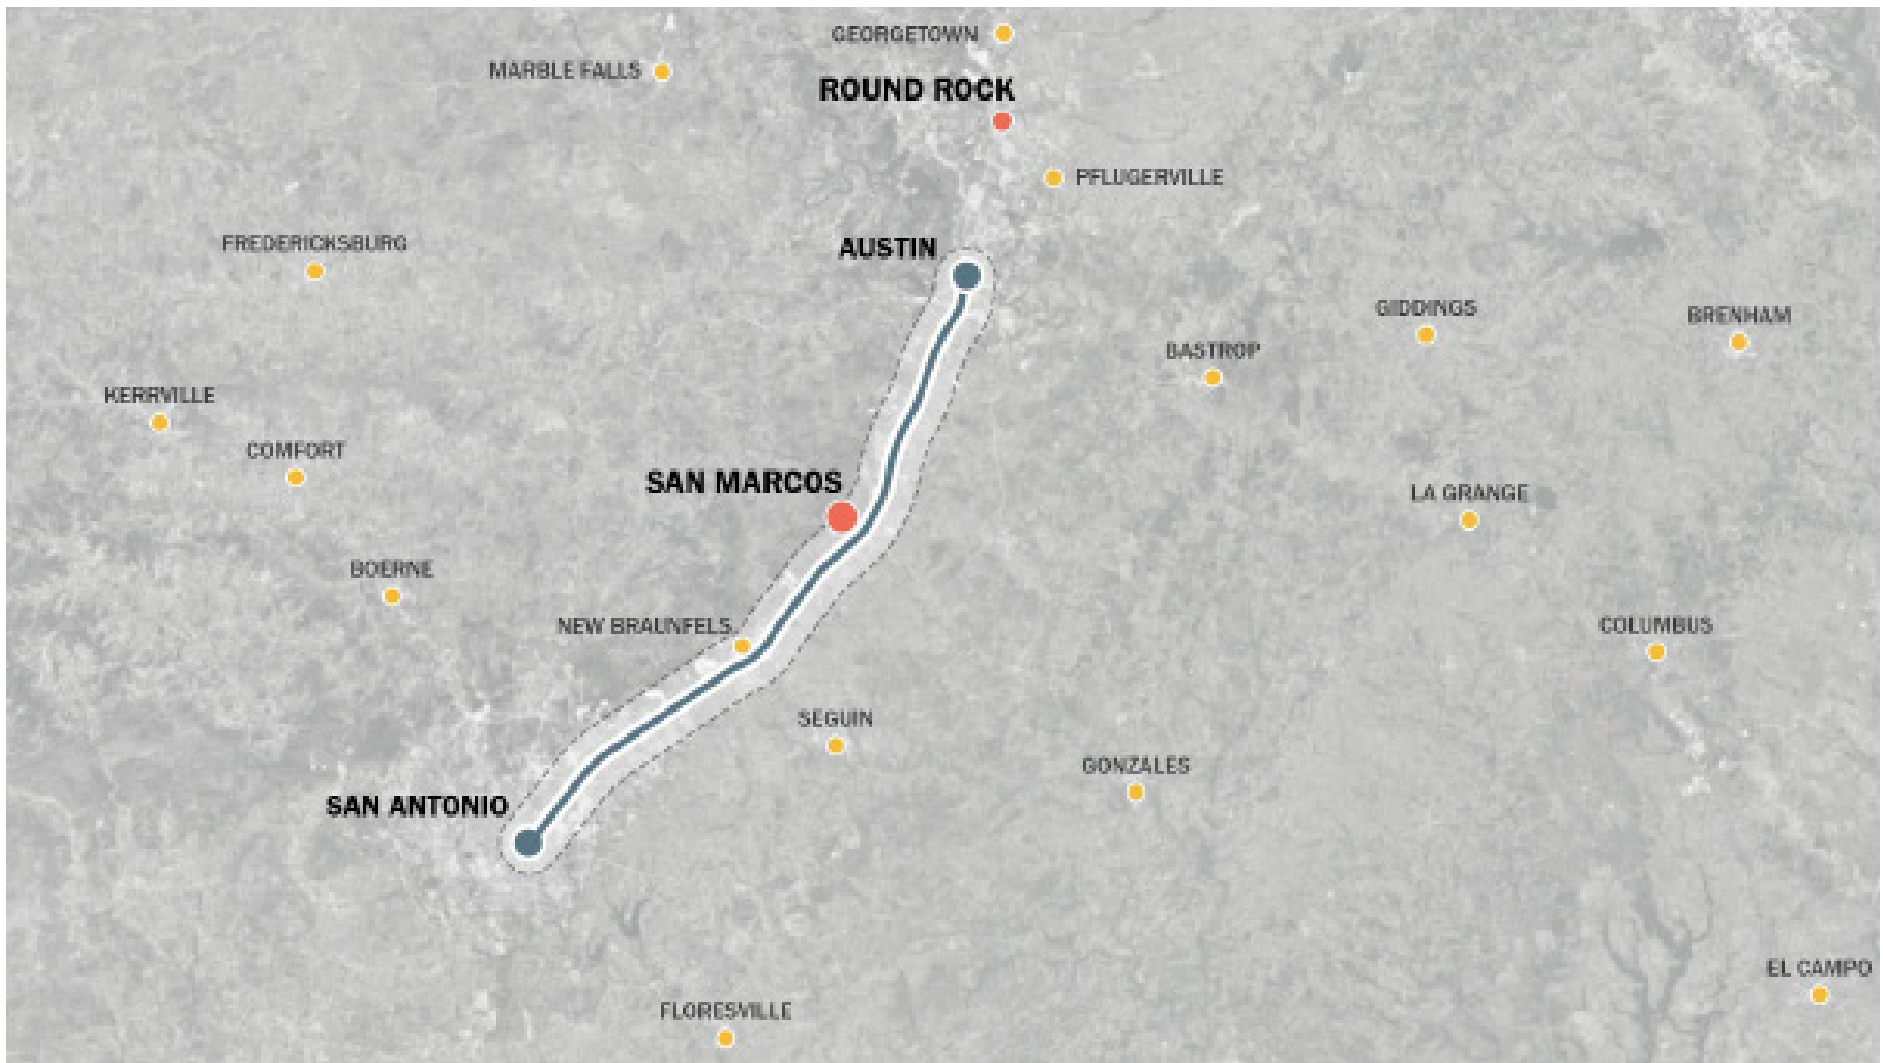 GEORGETOWN
MARBLE FALLS
ROUND ROCK
PFLUGERVILLE
FREDERICKSBURG
AUSTIN
GIDDINGS
BRENHAM
BASTROP
KERRVILLE
COMFORT
SAN MARCOS
LA GRANGE
BOERNE
NEW BRAUNFELS
COLUMBUS
SEGUIN
GONZALES
SAN ANTONIO
EL CAMPO
FLORESVILLE